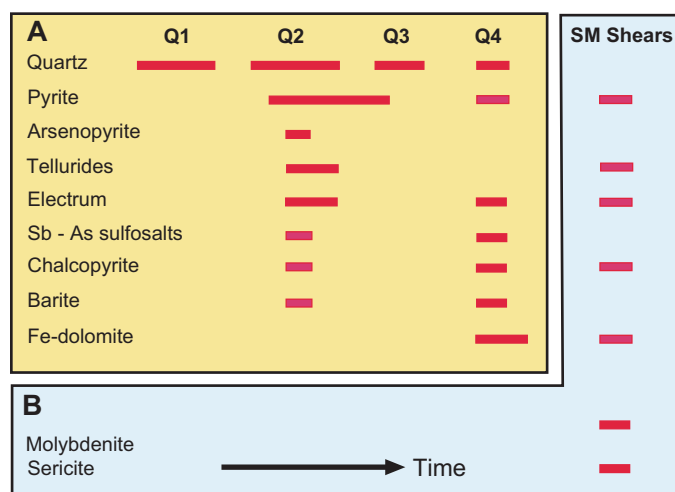 A Q1 Q2 Q3 Q4 SM Shears
Quartz
Pyrite
Arsenopyrite
Tellurides
Electrum
Sb - As sulfosalts
Chalcopyrite
Barite
Fe-dolomite
B
Molybdenite
Sericite Time